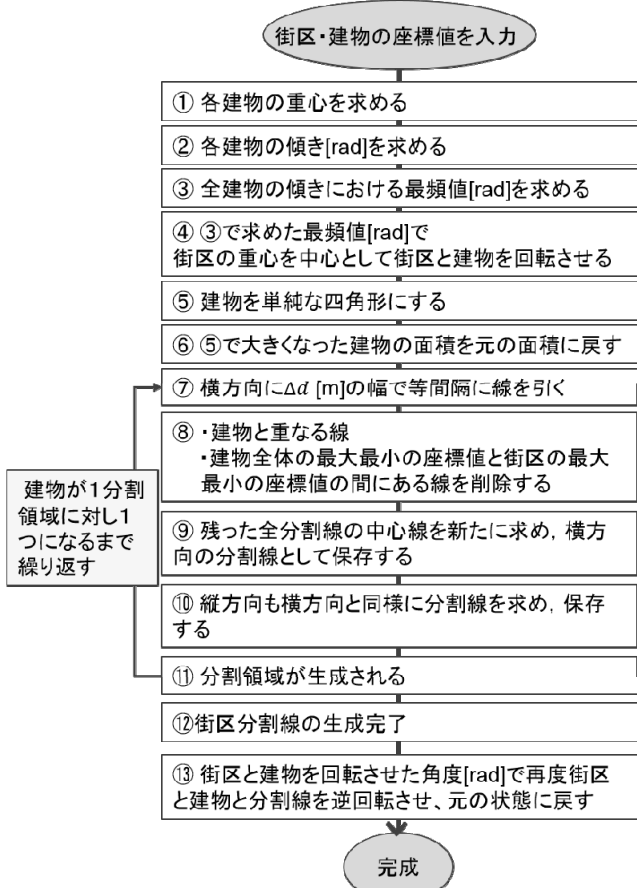 街区・建物の座標値を入力
① 各建物の重心を求める
② 各建物の傾き[rad]を求める
③ 全建物の傾きにおける最頻値[rad]を求める
④ ③で求めた最頻値[rad]で
街区の重心を中心として街区と建物を回転させる
⑤ 建物を単純な四角形にする
⑥ ⑤で大きくなった建物の面積を元の面積に戻す
⑦ 横方向にΔd [m]の幅で等間隔に線を引く
⑧ ・建物と重なる線
・建物全体の最大最小の座標値と街区の最大
最小の座標値の間にある線を削除する
建物が1分割
領域に対し1
つになるまで
繰り返す
⑨ 残った全分割線の中心線を新たに求め, 横方
向の分割線として保存する
⑩ 縦方向も横方向と同様に分割線を求め, 保存
する
⑪ 分割領域が生成される
⑫街区分割線の生成完了
⑬ 街区と建物を回転させた角度[rad]で再度街区
と建物と分割線を逆回転させ、元の状態に戻す
完成